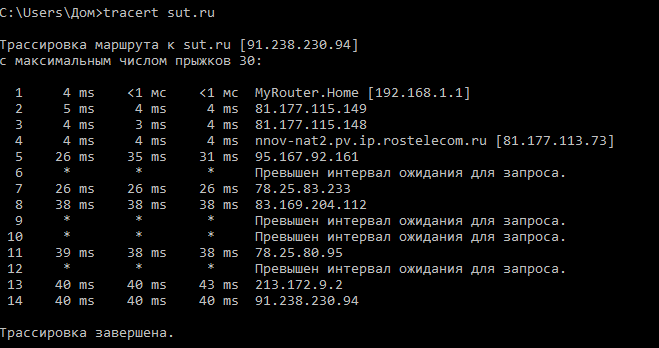 C:\Users\Дом>tracert sut.ru
Трассировка маршрута к sut.ru [91.238.230.94]
с максимальным числом прыжков 30:
1 4 ms <1 мс <1 мс MyRouter.Home [192.168.1.1]
2 5 ms 4 ms 4 ms 81.177.115.149
3 4 ms 3 ms 4 ms 81.177.115.148
4 4 ms 4 ms 4 ms nnov-nat2.pv.ip.rostelecom.ru [81.177.113.73]
5 26 ms 35 ms 31 ms 95.167.92.161
6 * * * Превышен интервал ожидания для запроса.
7 26 ms 26 ms 26 ms 78.25.83.233
8 38 ms 38 ms 38 ms 83.169.204.112
9 * * * Превышен интервал ожидания для запроса.
10 * * * Превышен интервал ожидания для запроса.
11 39 ms 38 ms 38 ms 78.25.80.95
12 * * * Превышен интервал ожидания для запроса.
13 40 ms 40 ms 43 ms 213.172.9.2
14 40 ms 40 ms 40 ms 91.238.230.94
Трассировка завершена.